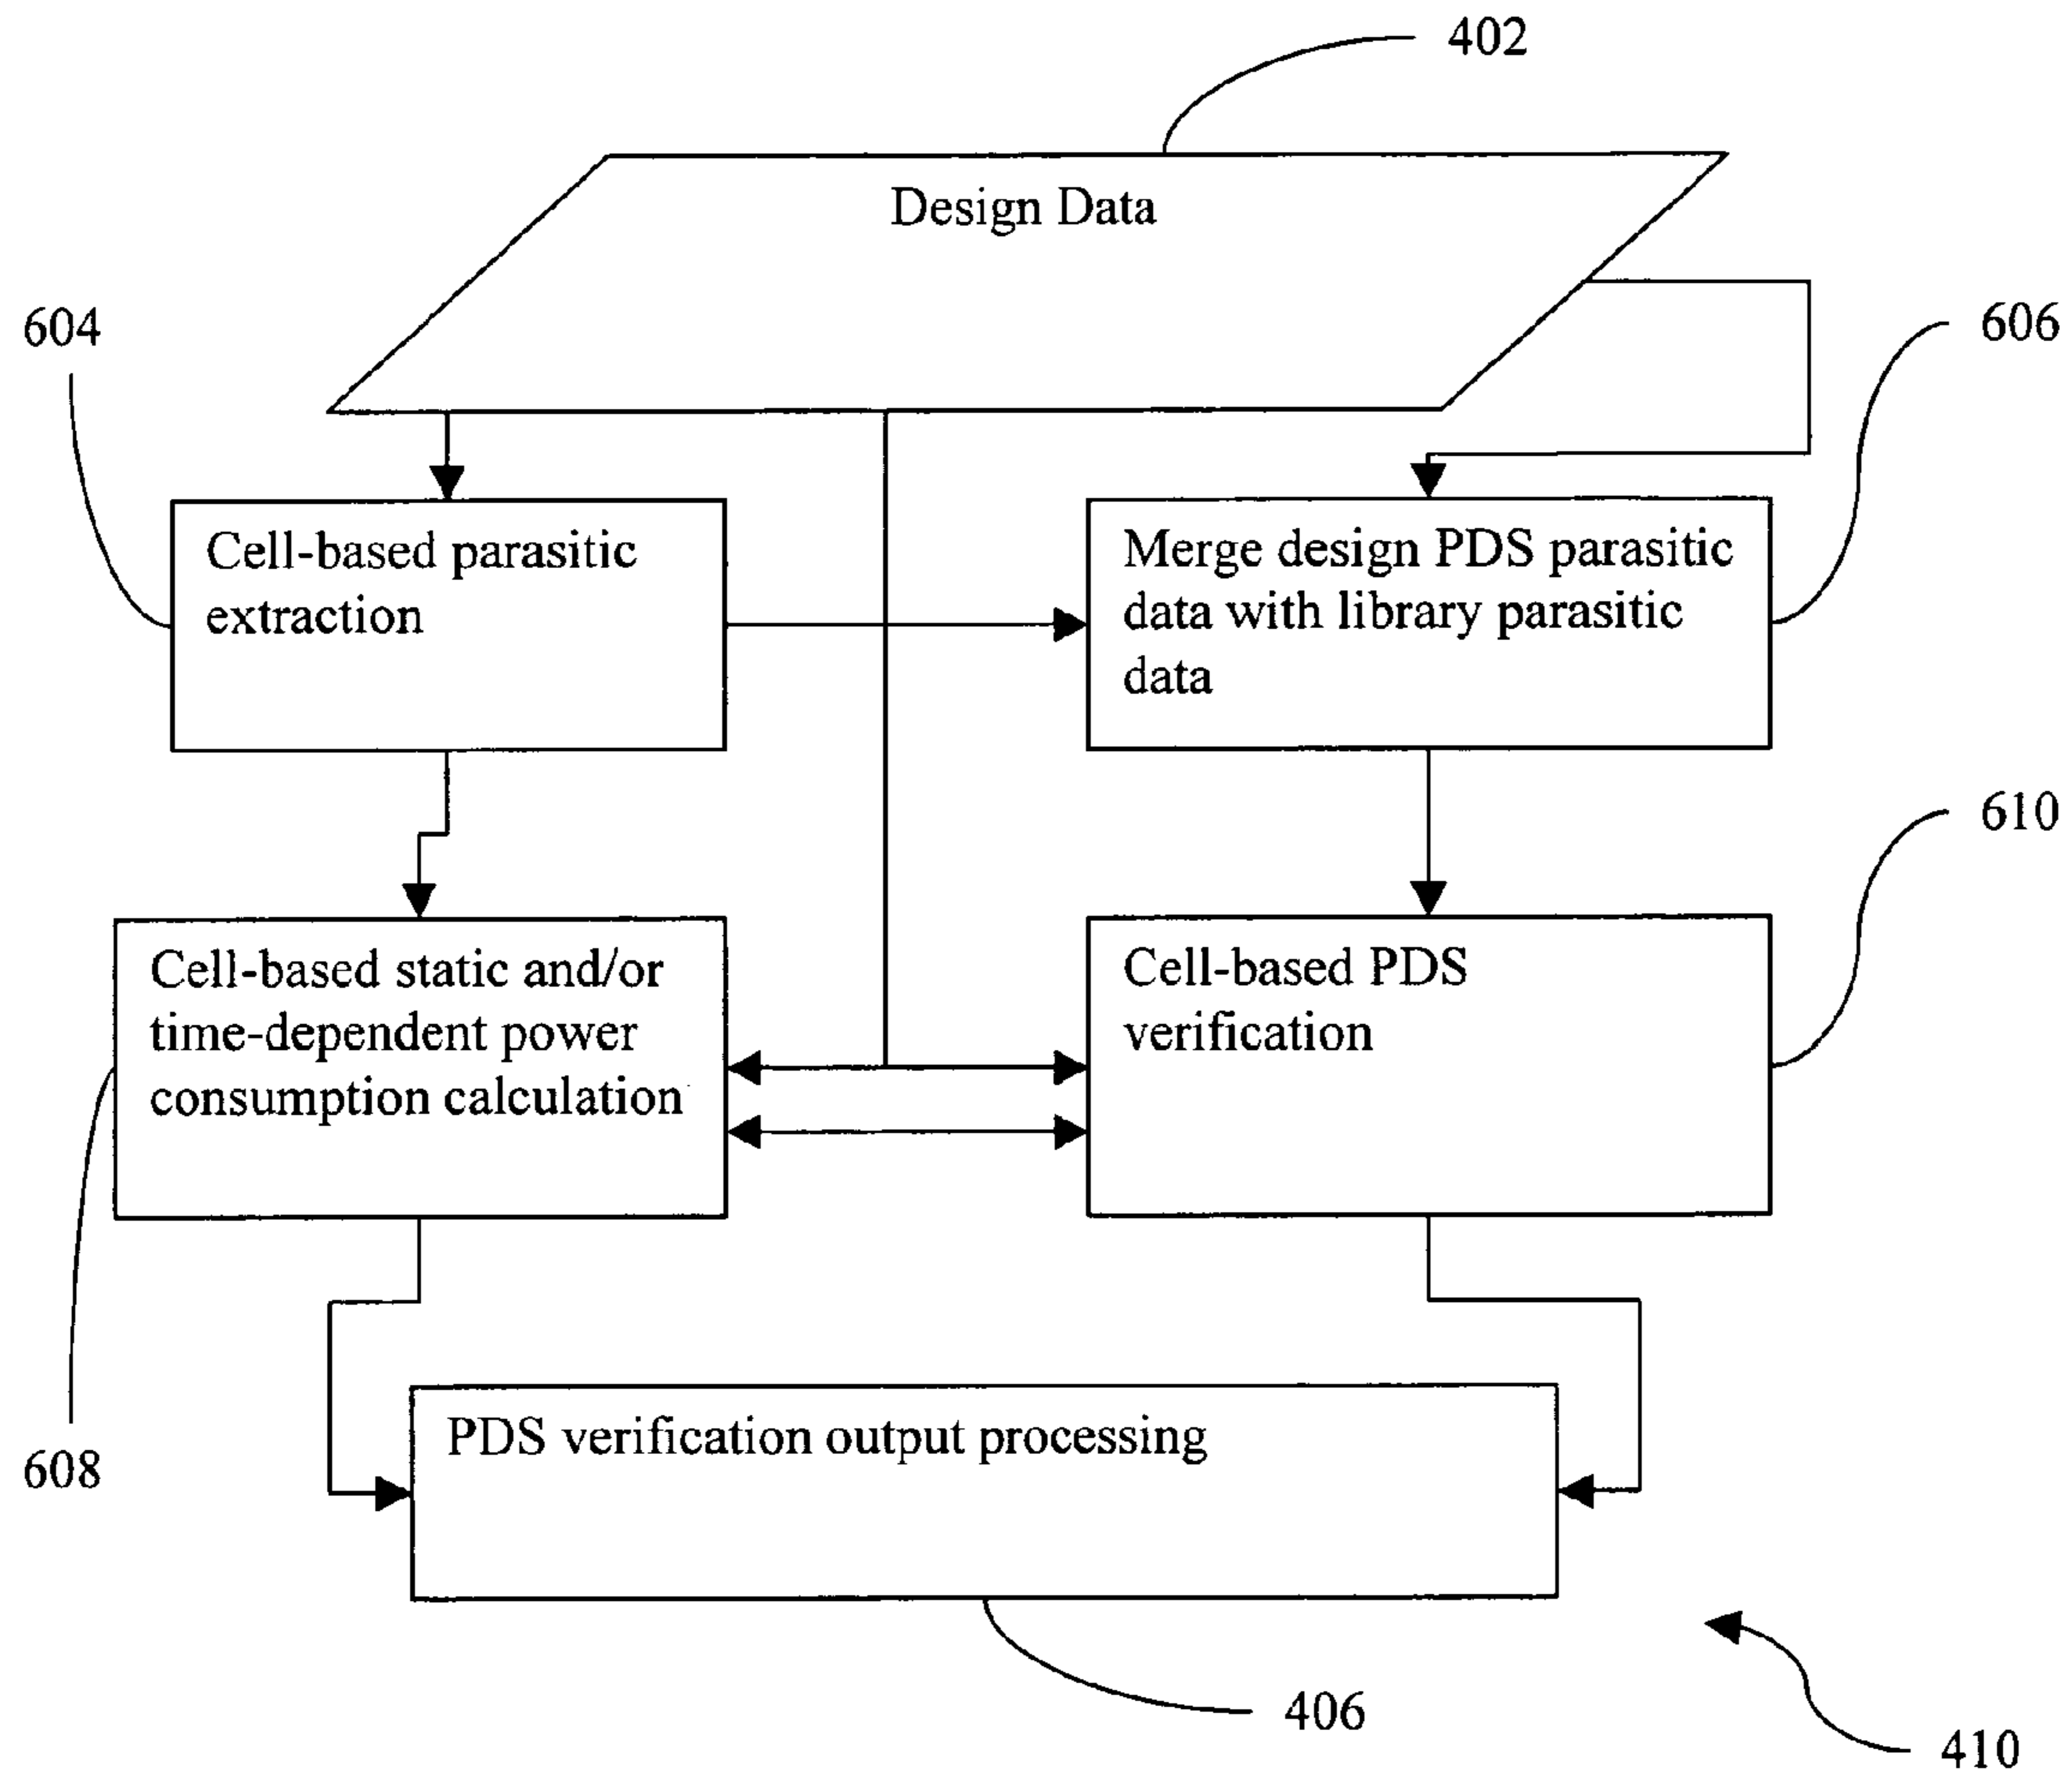 402
Design Data
604
606
Cell-based parasitic
extraction
Merge design PDS parasitic
data with library parasitic
data
610
Cell-based static and/or
time-dependent power
consumption calculation
Cell-based PDS
verification
608
PDS verification output processing
406
410